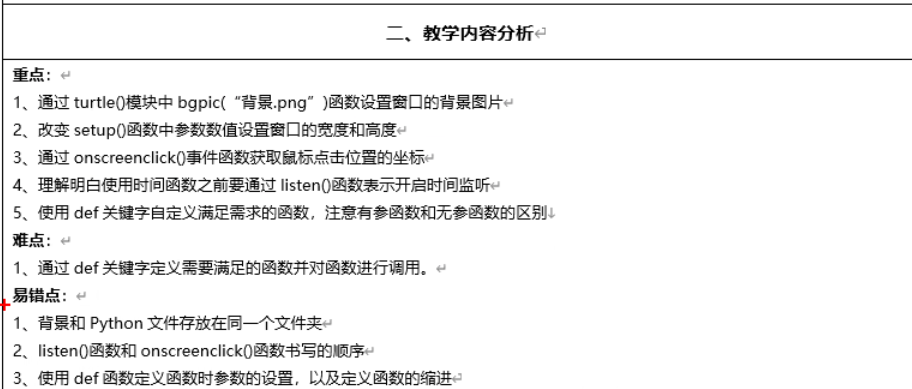 二、教学内容分析
重点：
1、通过 turtle()模块中 bgpic(“背景.png”)函数设置窗口的背景图片
2、改变 setup()函数中参数数值设置窗口的宽度和高度
3、通过 onscreenclick()事件函数获取鼠标点击位置的坐标
4、理解明白使用时间函数之前要通过 listen()函数表示开启时间监听
5、使用 def 关键字自定义满足需求的函数，注意有参函数和无参函数的区别
难点：
1、通过 def 关键字定义需要满足的函数并对函数进行调用。
易错点：
1、背景和 Python 文件存放在同一个文件夹
2、listen()函数和 onscreenclick()函数书写的顺序
3、使用 def 函数定义函数时参数的设置，以及定义函数的缩进